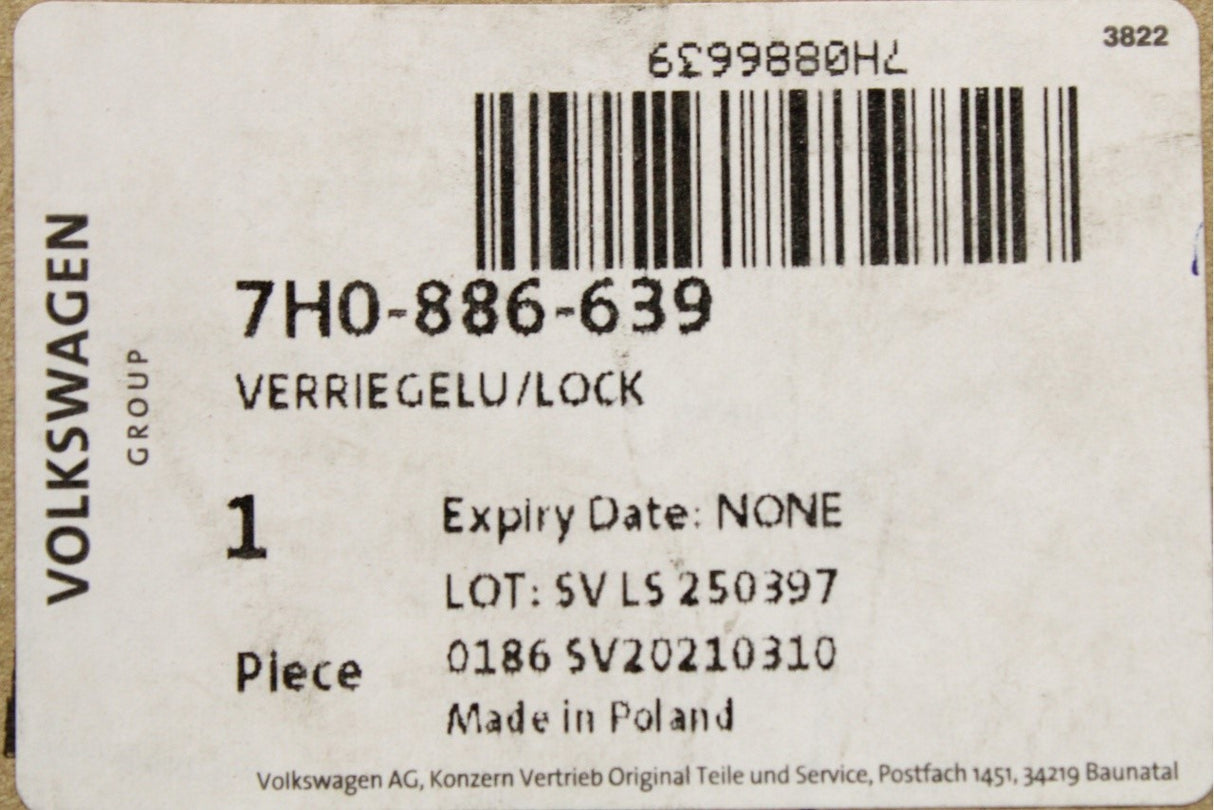 3822
7H0886639
7H0-886-639
VERRIEGELU/LOCK
VOLKSWAGEN
GROUP
1
Piece
Expiry Date: NONE
LOT: SV LS 250397
0186 SV20210310
Made in Poland
Volkswagen AG, Konzern Vertrieb Original Teile und Service, Postfach 1451, 34219 Baunatal